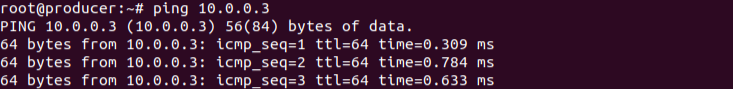 root@producer:~# ping 10.0.0.3
PING 10.0.0.3 (10.0.0.3) 56(84) bytes of data.
64 bytes from 10.0.0.3: icmp_seq=1 ttl=64 time=0.309 ms
64 bytes from 10.0.0.3: icmp_seq=2 ttl=64 time=0.784 ms
64 bytes from 10.0.0.3: icmp_seq=3 ttl=64 time=0.633 ms